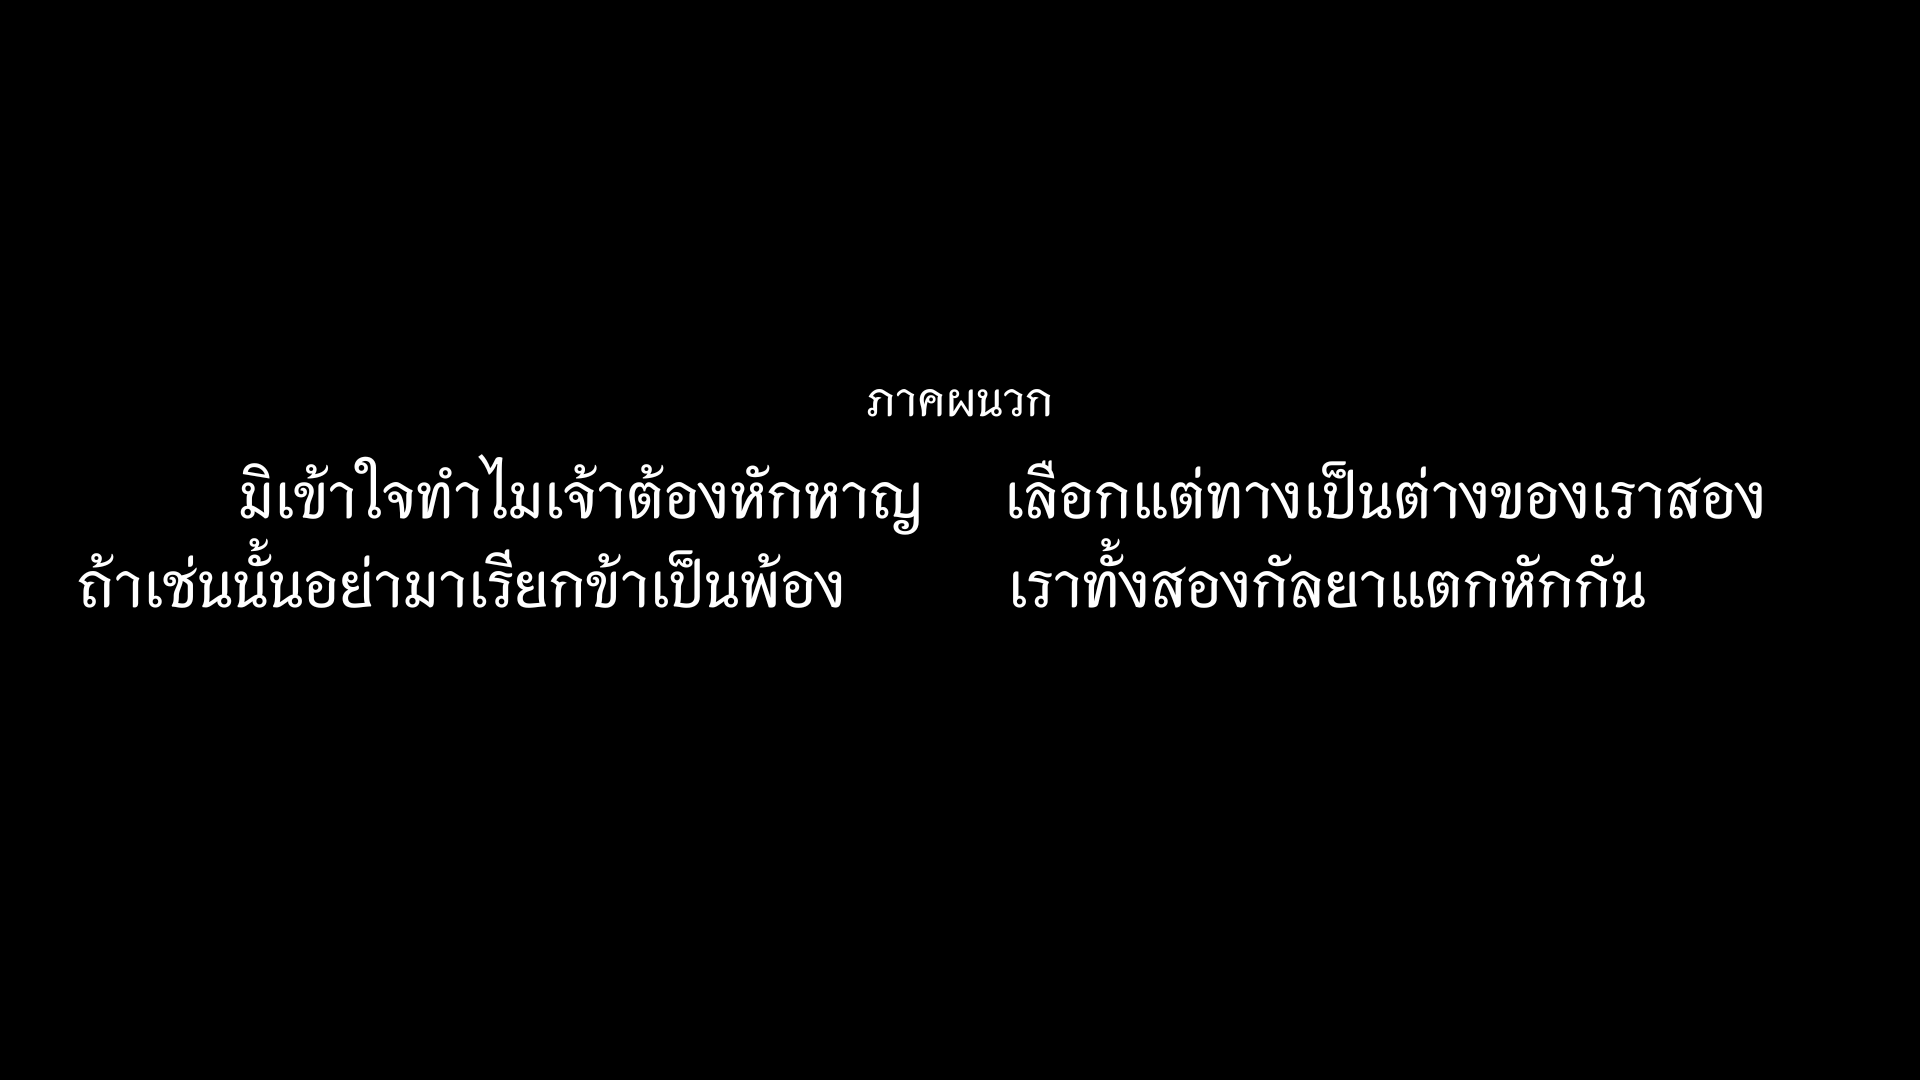 ภาคผนวก
มิเข้าใจทำไมเจ้าต้องหักหาญ เลือกแต่ทางเป็นต่างของเราสอง
ถ้าเช่นนั้นอย่ามาเรียกข้าเป็นพ้อง เราทั้งสองกัลยาแตกหักกัน